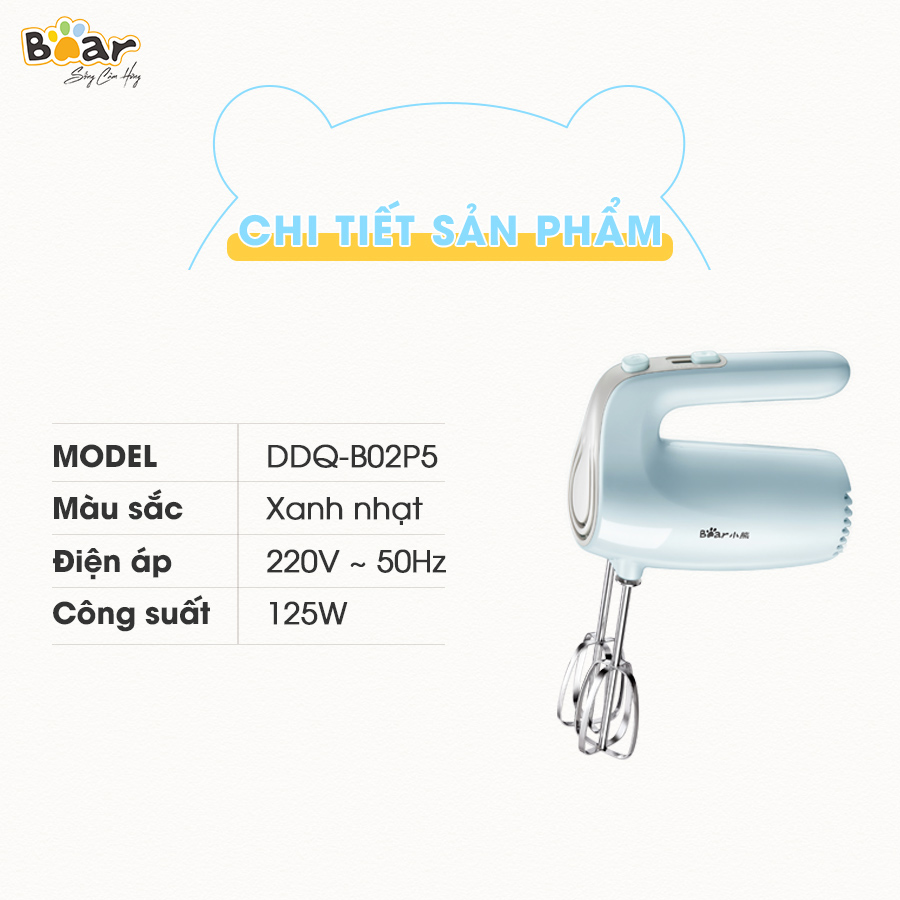 Bear
Sống Cảm Hứng
CHI TIẾT SẢN PHẨM
MODEL DDQ-B02P5
Màu sắc Xanh nhạt
Điện áp 220V ~ 50Hz
Công suất 125W
Bear小熊